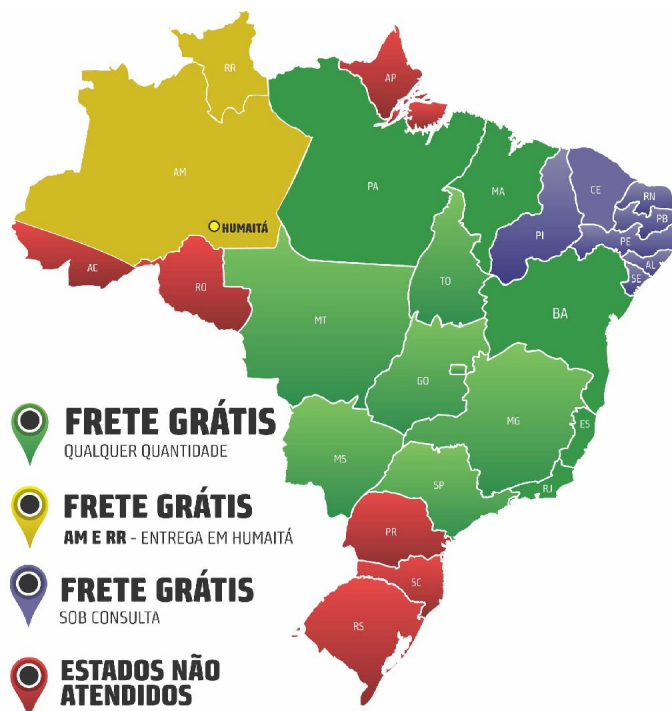 RR
AP
AM
PA
MA
CE
RN
PB
PI
PE
AL
SE
HUMAITÁ
AC
RO
TO
BA
MT
GO
MG
ES
MS
SP
RJ
PR
SC
RS
FRETE GRÁTIS
QUALQUER QUANTIDADE
FRETE GRÁTIS
AM E RR - ENTREGA EM HUMAITÁ
FRETE GRÁTIS
SOB CONSULTA
ESTADOS NÃO
ATENDIDOS